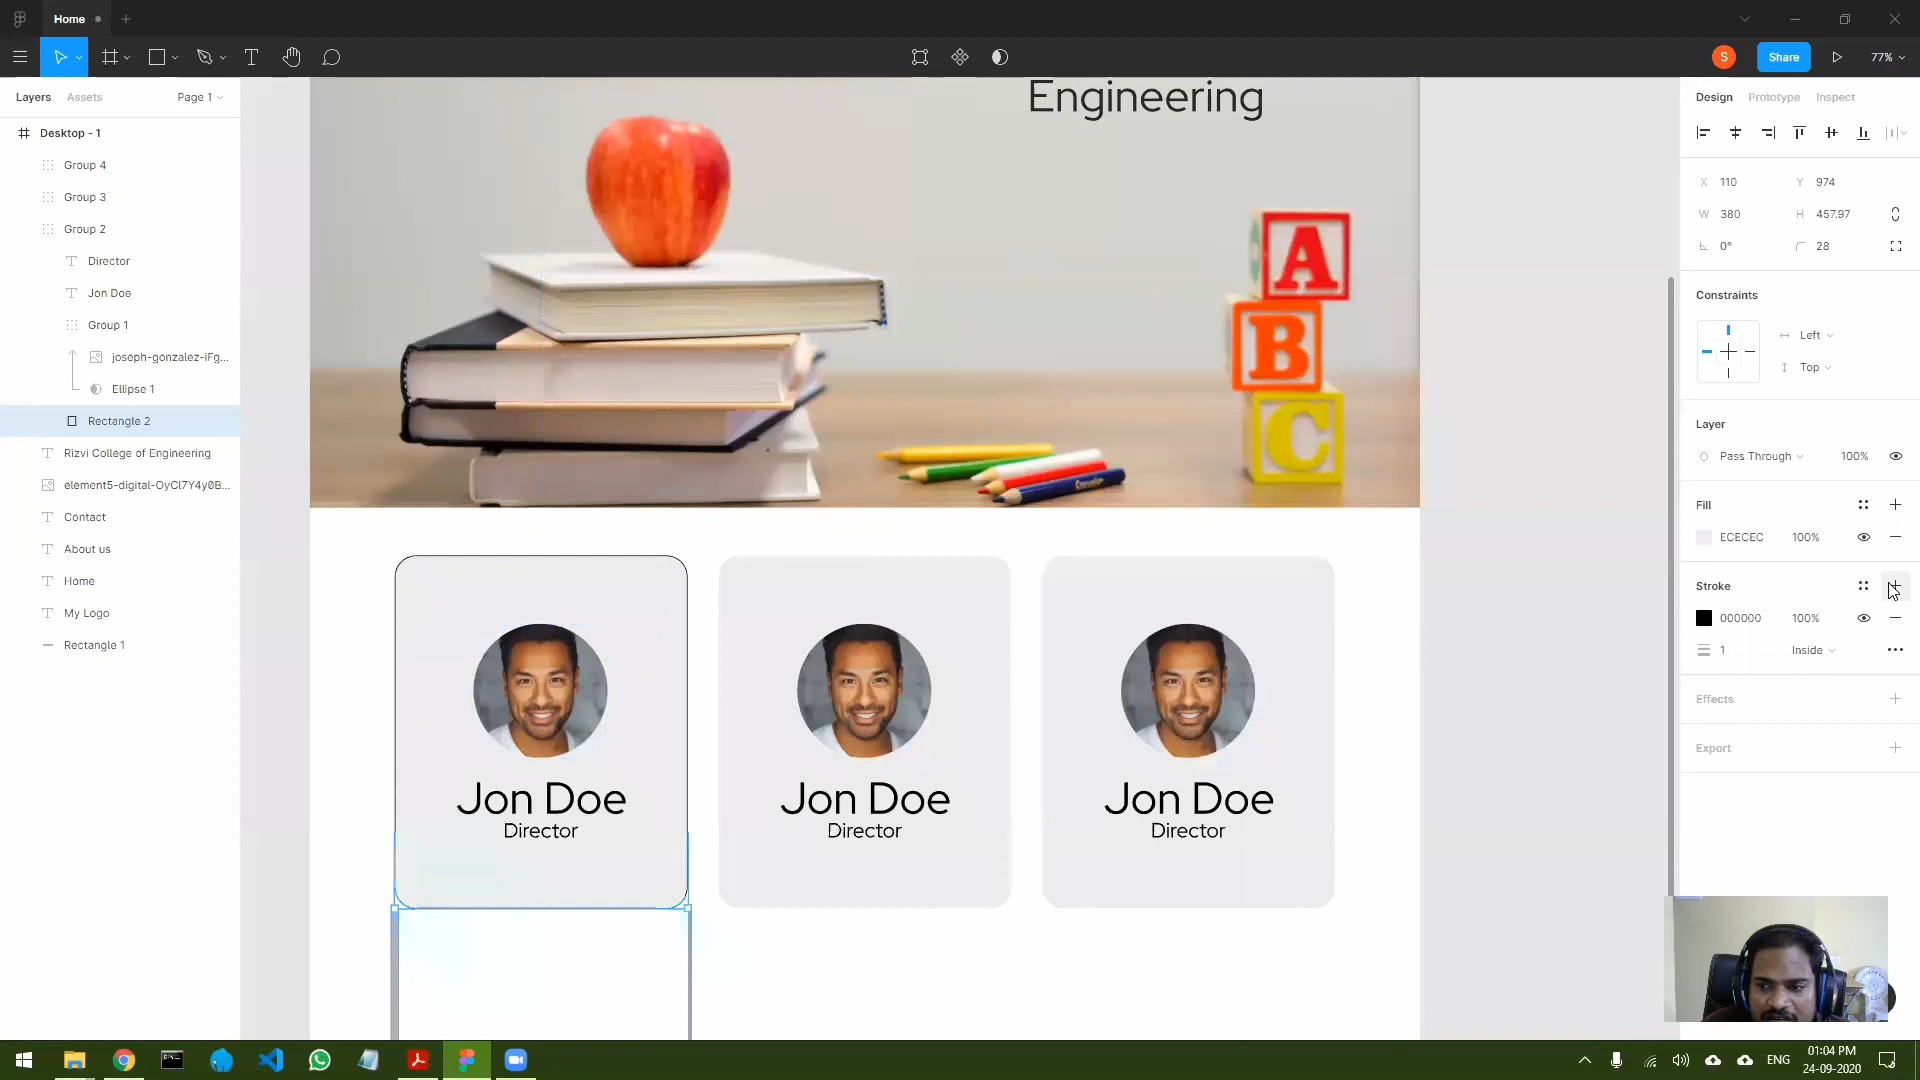 Home
Share
77%
Layers
Assets
Page 1
Design
Prototype
Inspect
Desktop - 1
Group 4
Group 3
Group 2
Director
Jon Doe
Group 1
joseph-gonzalez-iFg...
Ellipse 1
Rectangle 2
Rizvi College of Engineering
element5-digital-OyCl7Y4y0B...
Contact
About us
Home
My Logo
Rectangle 1
Engineering
A
B
C
Jon Doe
Director
Jon Doe
Director
Jon Doe
Director
S
X 110
Y 974
W 380
H 457.97
0°
28
Constraints
Left
Top
Layer
Pass Through
100%
Fill
ECECEC
100%
Stroke
000000
100%
1
Inside
Effects
Export
ENG
01:04 PM
24-09-2020